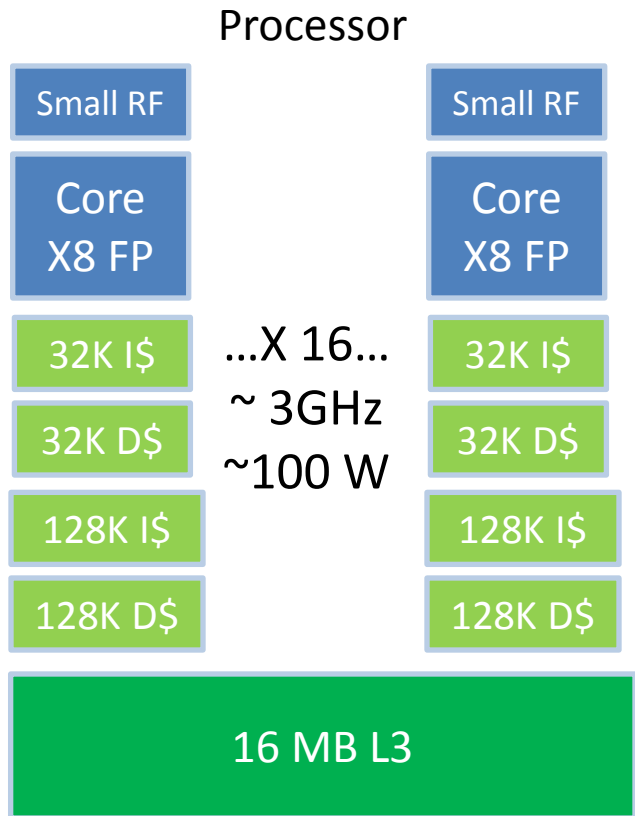 Processor
Small RF
Small RF
Core
X8 FP
Core
X8 FP
32K I$
...X 16...
32K I$
~ 3GHz
32K D$
32K D$
~100 W
128K I$
128K I$
128K D$
128K D$
16 MB L3